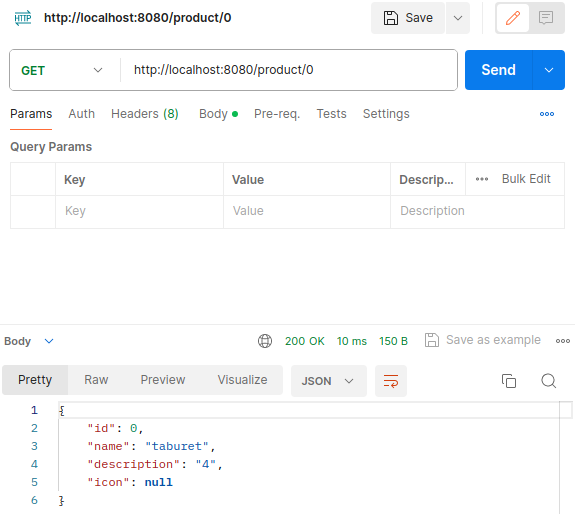 HTTP http://localhost:8080/product/0 Save
GET http://localhost:8080/product/0 Send
Params Auth Headers (8) Body Pre-req. Tests Settings
Query Params
Key Value Descrip... Bulk Edit
Key Value Description
Body 200 OK 10 ms 150 B Save as example
Pretty Raw Preview Visualize JSON
1 {
2 "id": 0,
3 "name": "taburet",
4 "description": "4",
5 "icon": null
6 }